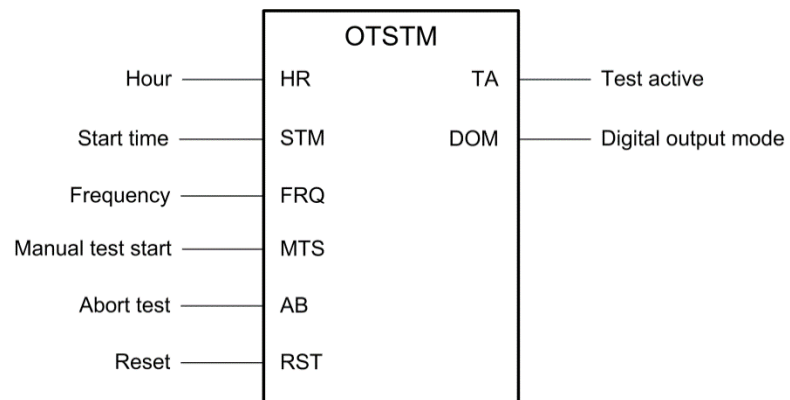 OTSTM
Hour HR TA Test active
Start time STM DOM Digital output mode
Frequency FRQ
Manual test start MTS
Abort test AB
Reset RST